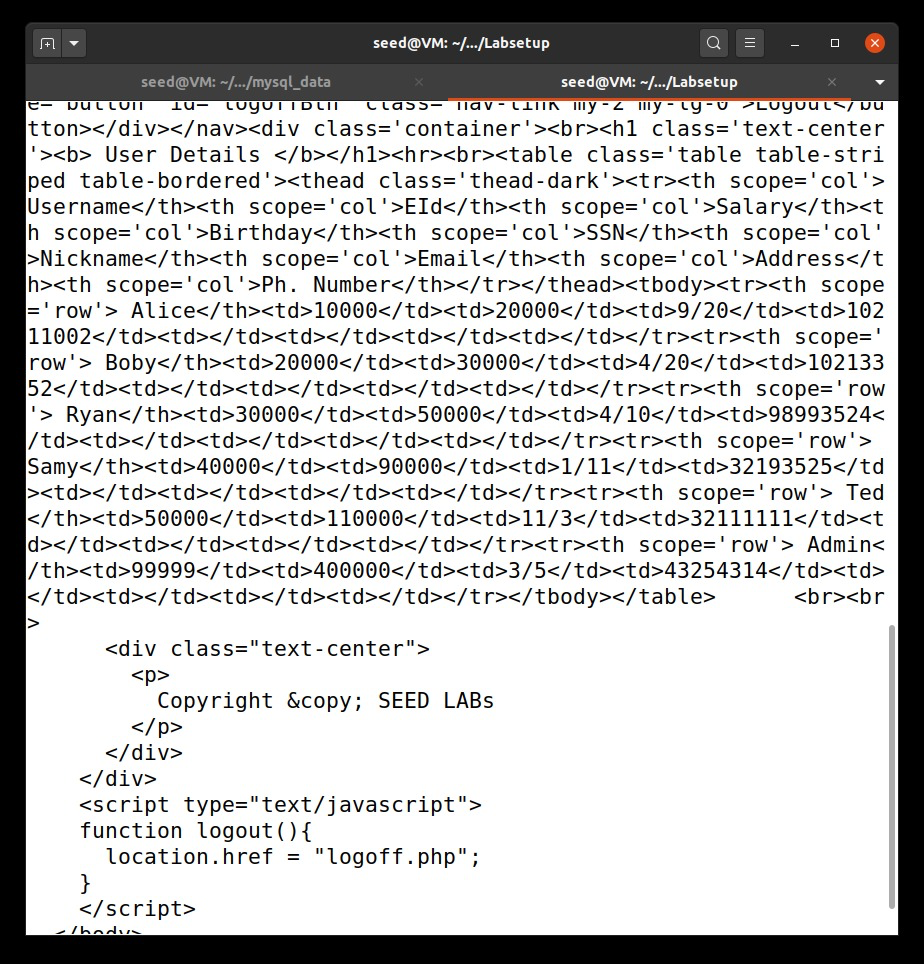 seed@VM: ~/.../Labsetup
seed@VM: ~/.../mysql_data
seed@VM: ~/.../Labsetup
e='button' id='logoffBtn' class='nav-link my-2 my-lg-0'>Logout</bu
tton></div></nav><div class='container'><br><h1 class='text-center
'><b> User Details </b></h1><hr><br><table class='table table-stri
ped table-bordered'><thead class='thead-dark'><tr><th scope='col'>
Username</th><th scope='col'>EId</th><th scope='col'>Salary</th><t
h scope='col'>Birthday</th><th scope='col'>SSN</th><th scope='col'
>Nickname</th><th scope='col'>Email</th><th scope='col'>Address</t
h><th scope='col'>Ph. Number</th></tr></thead><tbody><tr><th scope
='row'> Alice</th><td>10000</td><td>20000</td><td>9/20</td><td>102
11002</td><td></td><td></td><td></td><td></td></tr><tr><th scope='
row'> Boby</th><td>20000</td><td>30000</td><td>4/20</td><td>102133
52</td><td></td><td></td><td></td><td></td></tr><tr><th scope='row
'> Ryan</th><td>30000</td><td>50000</td><td>4/10</td><td>98993524<
/td><td></td><td></td><td></td><td></td></tr><tr><th scope='row'>
Samy</th><td>40000</td><td>90000</td><td>1/11</td><td>32193525</td
><td></td><td></td><td></td><td></td></tr><tr><th scope='row'> Ted
</th><td>50000</td><td>110000</td><td>11/3</td><td>32111111</td><t
d></td><td></td><td></td><td></td></tr><tr><th scope='row'> Admin<
/th><td>99999</td><td>400000</td><td>3/5</td><td>43254314</td><td>
</td><td></td><td></td><td></td></tr></tbody></table>      <br><br
>
      <div class="text-center">
        <p>
          Copyright &copy; SEED LABs
        </p>
      </div>
    </div>
    <script type="text/javascript">
    function logout(){
      location.href = "logoff.php";
    }
    </script>
  </body>